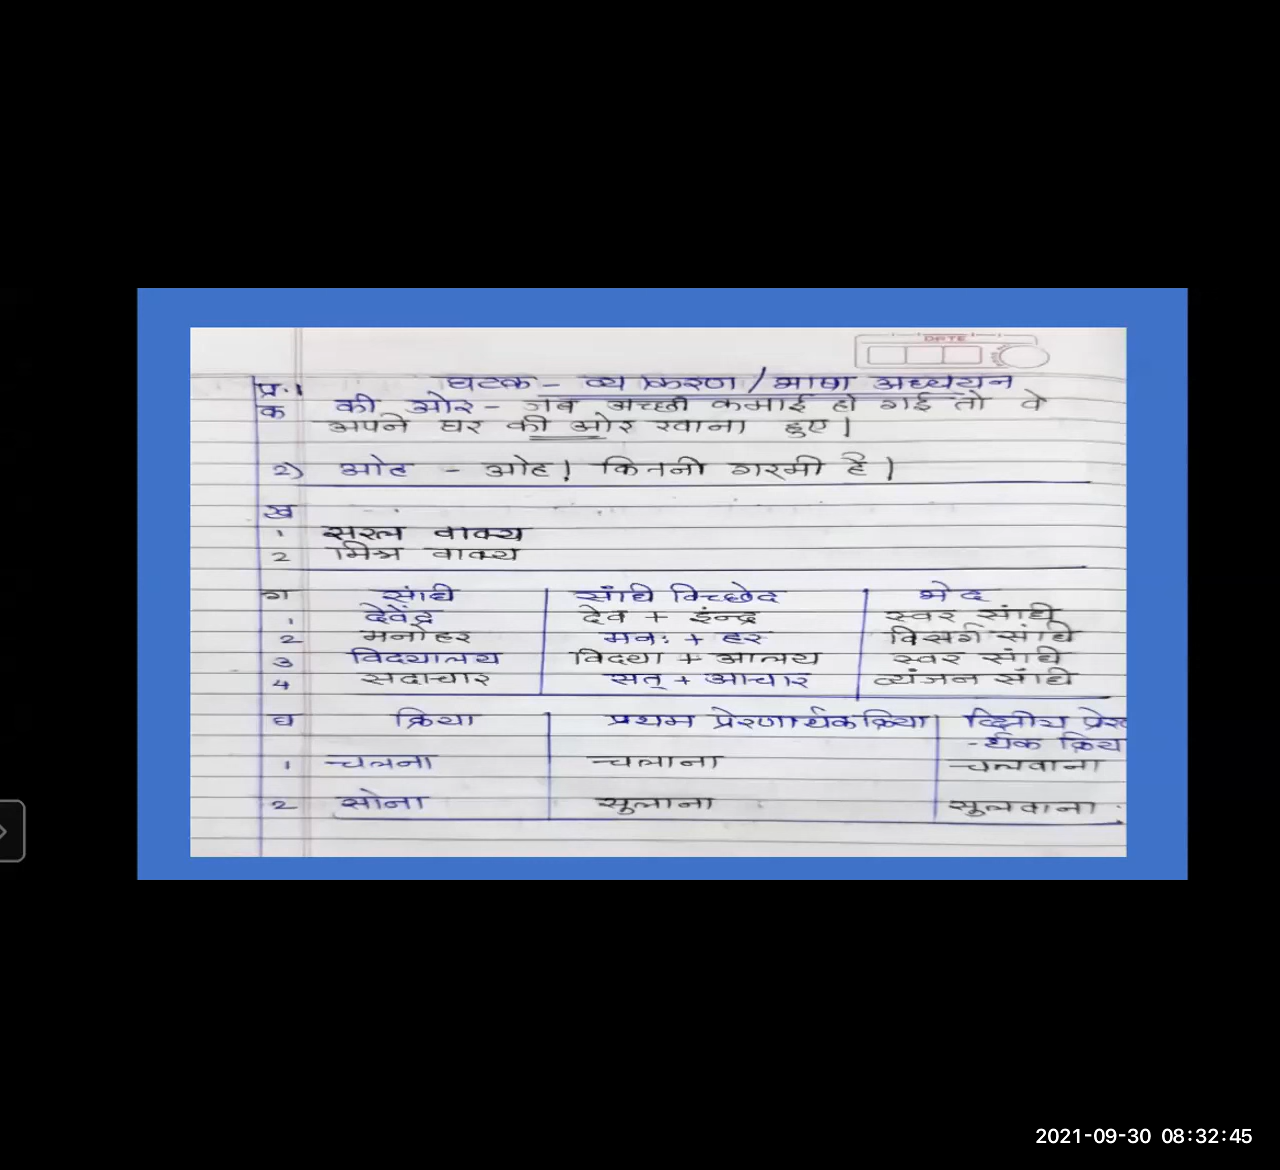 DATE
प्र.1 घटक - व्याकरण / भाषा अध्ययन
क की ओर - जब अच्छी कमाई हो गई तो वे
अपने घर की ओर रवाना हुए।
2) ओह - ओह! कितनी गरमी है।
ख
1 सरल वाक्य
2 मिश्र वाक्य
ग संधि संधि विच्छेद भेद
1 देवेंद्र देव + इंन्द्र स्वर संधि
2 मनोहर मनः + हर विसर्ग संधि
3 विद्यालय विद्या + आलय स्वर संधि
4 सदाचार सत् + आचार व्यंजन संधि
घ क्रिया प्रथम प्रेरणार्थक क्रिया द्वितीय प्रेर
-र्थक क्रिय
1 चलना चलाना चलवाना
2 सोना सुलाना सुलवाना
2021-09-30 08:32:45